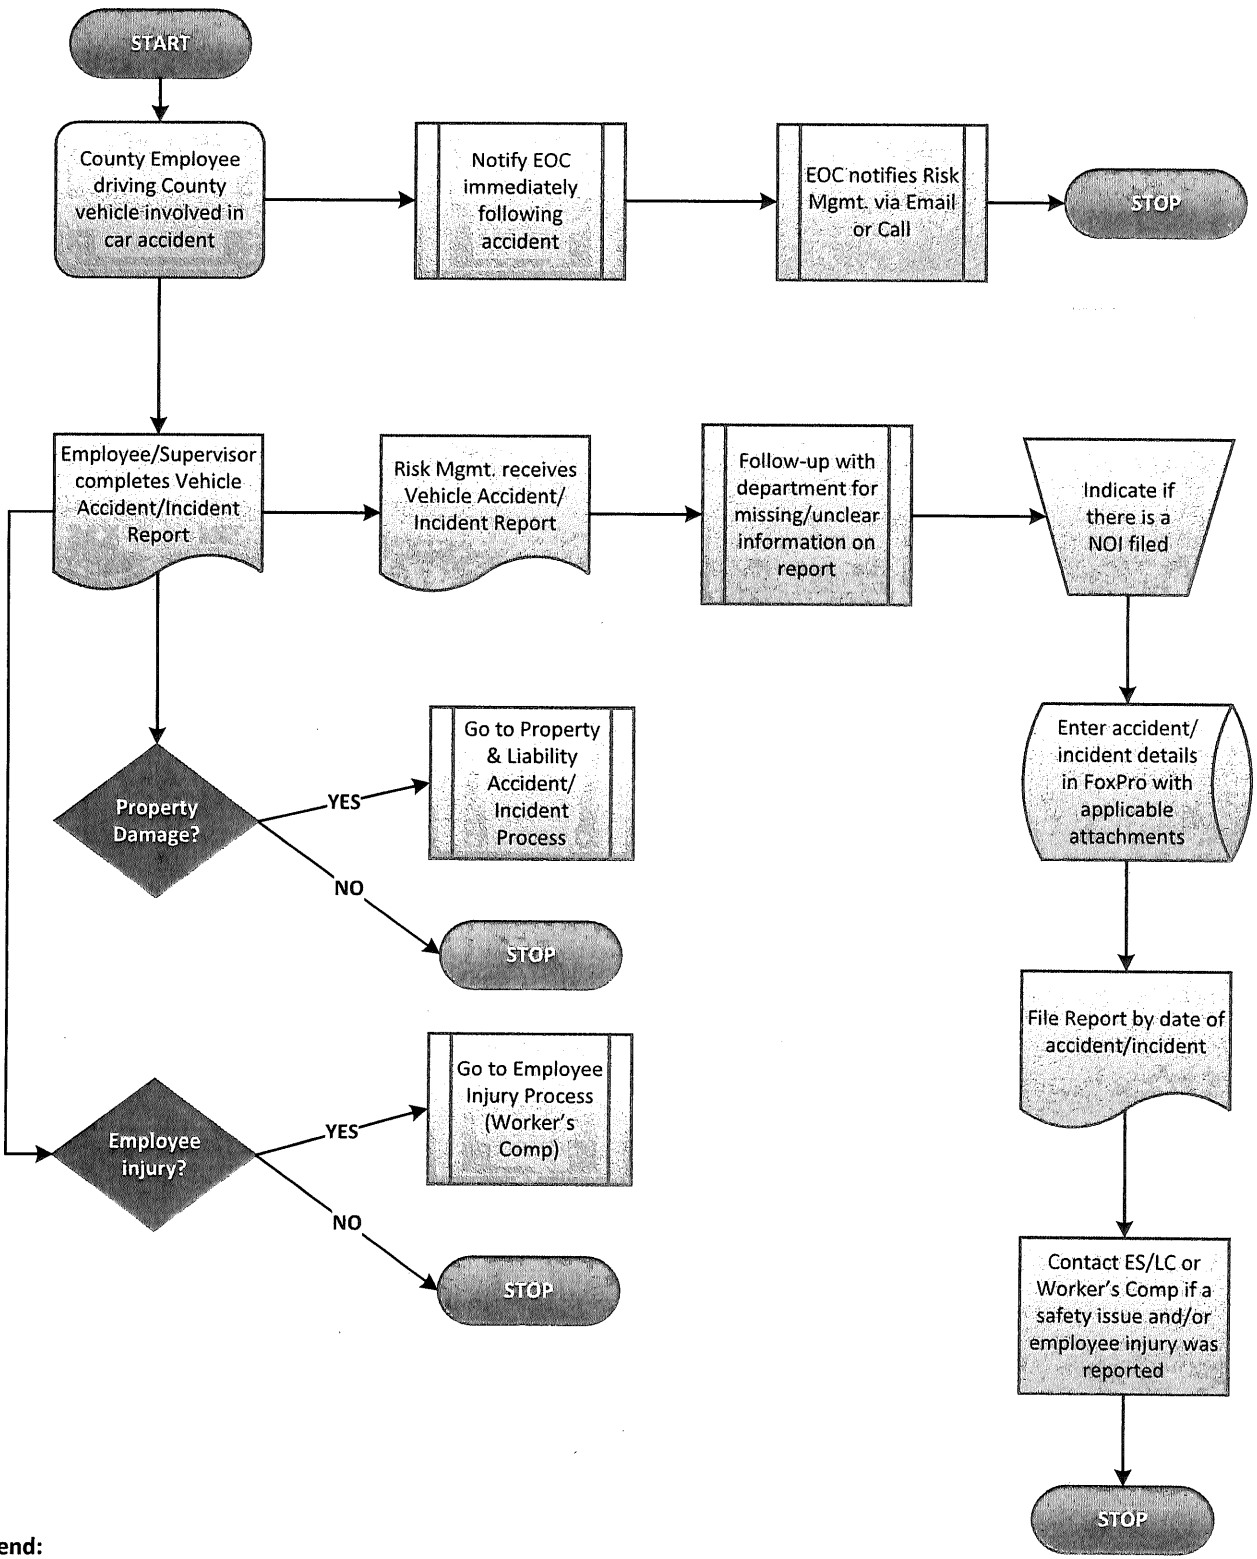 START
County Employee
driving County
vehicle involved in
car accident
Notify EOC
immediately
following
accident
EOC notifies Risk
Mgmt. via Email
or Call
STOP
Employee/Supervisor
completes Vehicle
Accident/Incident
Report
Risk Mgmt. receives
Vehicle Accident/
Incident Report
Follow-up with
department for
missing/unclear
information on
report
Indicate if
there is a
NOI filed
Enter accident/
incident details
in FoxPro with
applicable
attachments
Property
Damage?
YES
Go to Property
& Liability
Accident/
Incident
Process
NO
STOP
File Report by date of
accident/incident
Employee
injury?
YES
Go to Employee
Injury Process
(Worker's
Comp)
NO
STOP
Contact ES/LC or
Worker's Comp if a
safety issue and/or
employee injury was
reported
STOP
end: